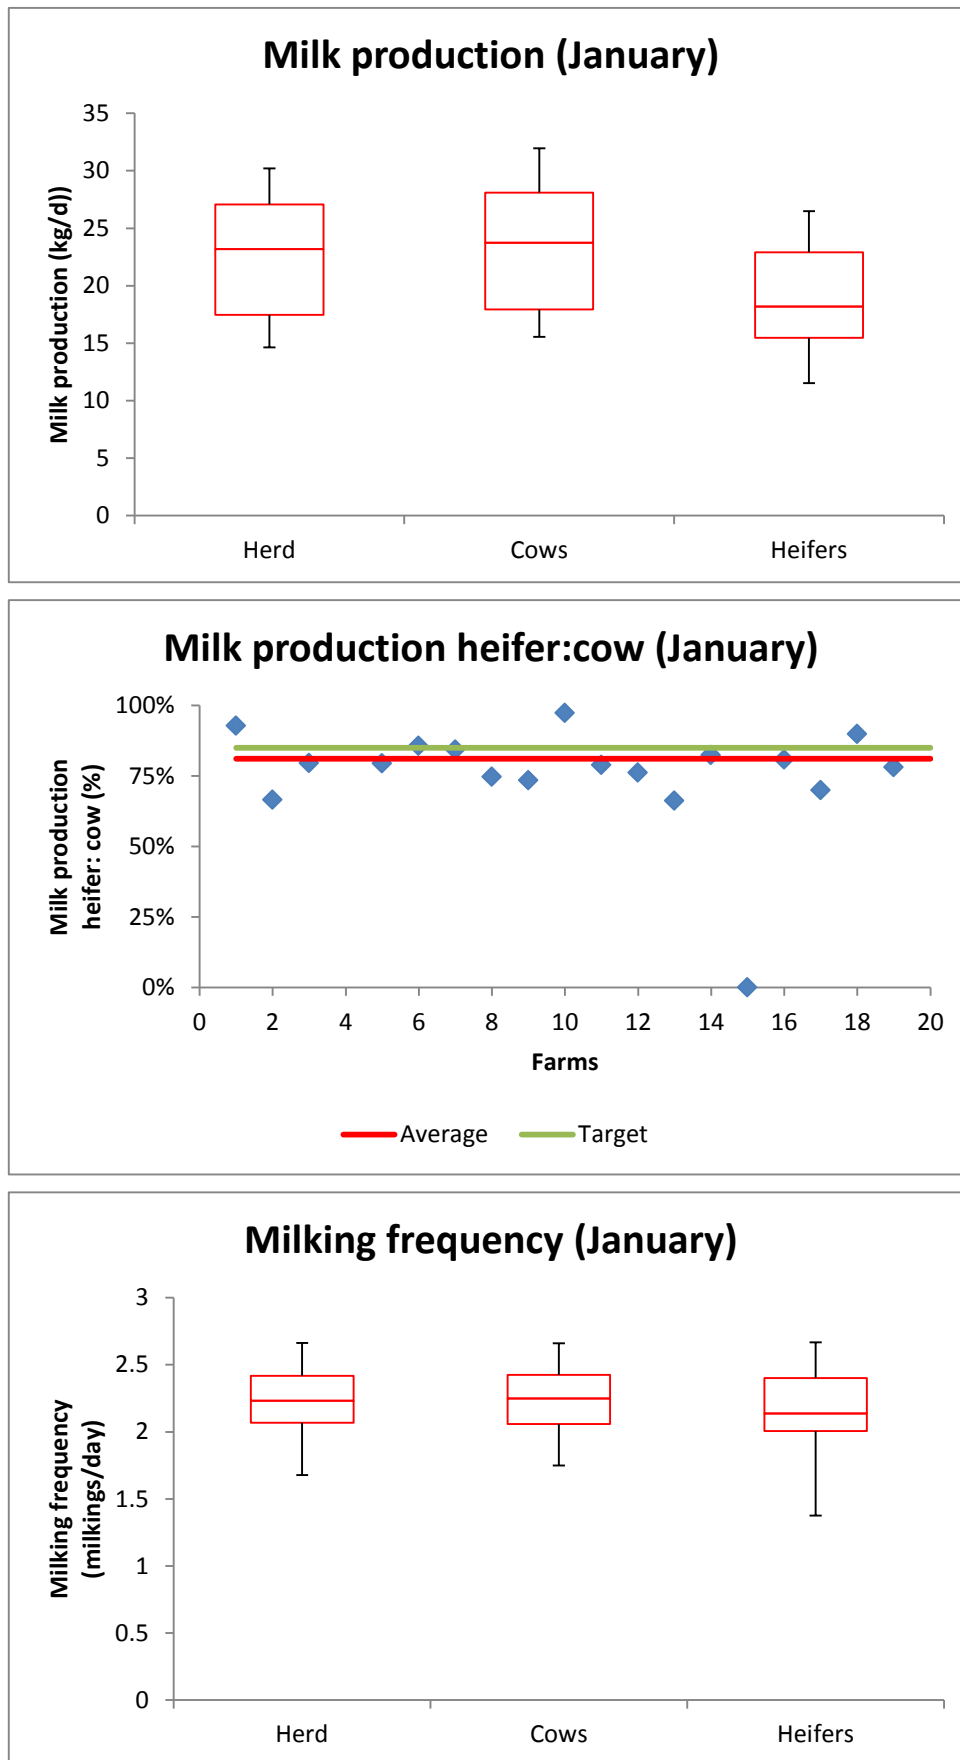 Milk production (January)
35
30
25
20
15
10
5
0
Milk production (kg/d))
Herd Cows Heifers
Milk production heifer:cow (January)
100%
75%
50%
25%
0%
Milk production
heifer: cow (%)
0 2 4 6 8 10 12 14 16 18 20
Farms
Average Target
Milking frequency (January)
3
2.5
2
1.5
1
0.5
0
Milking frequency
(milkings/day)
Herd Cows Heifers